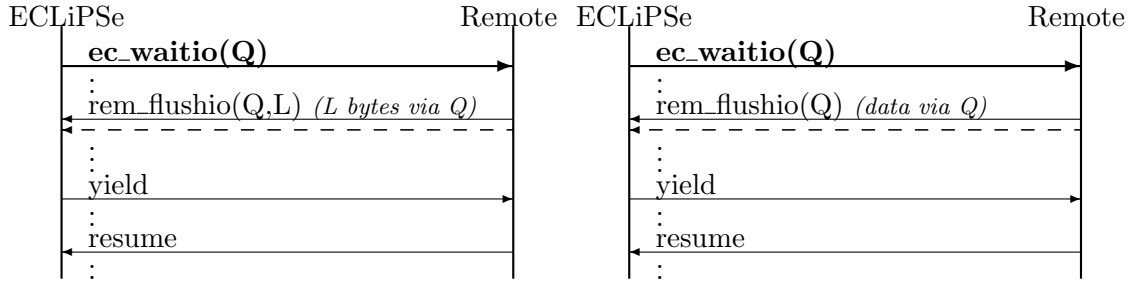 ECLiPSe Remote
ec_waitio(Q)
rem_flushio(Q,L) (L bytes via Q)
yield
resume
ECLiPSe Remote
ec_waitio(Q)
rem_flushio(Q) (data via Q)
yield
resume